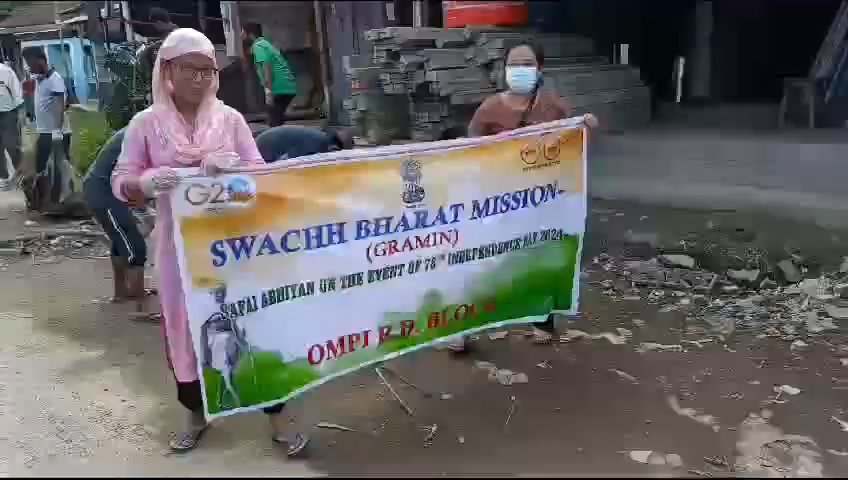 G20
SWACHH BHARAT MISSION-
(GRAMIN)
SAFAI ABHIYAN ON THE EVENT OF 78TH INDEPENDENCE DAY 2024
OMPI R.D. BLOCK